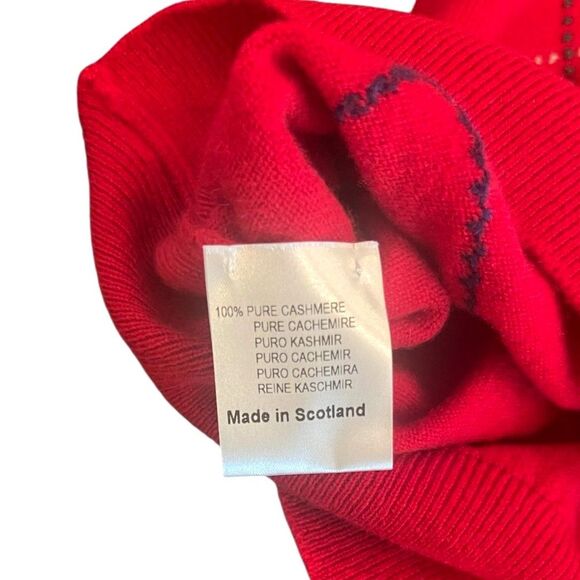 100% PURE CASHMERE
PURE CACHEMIRE
PURO KASHMIR
PURO CACHEMIR
PURO CACHEMIRA
REINE KASCHMIR
Made in Scotland